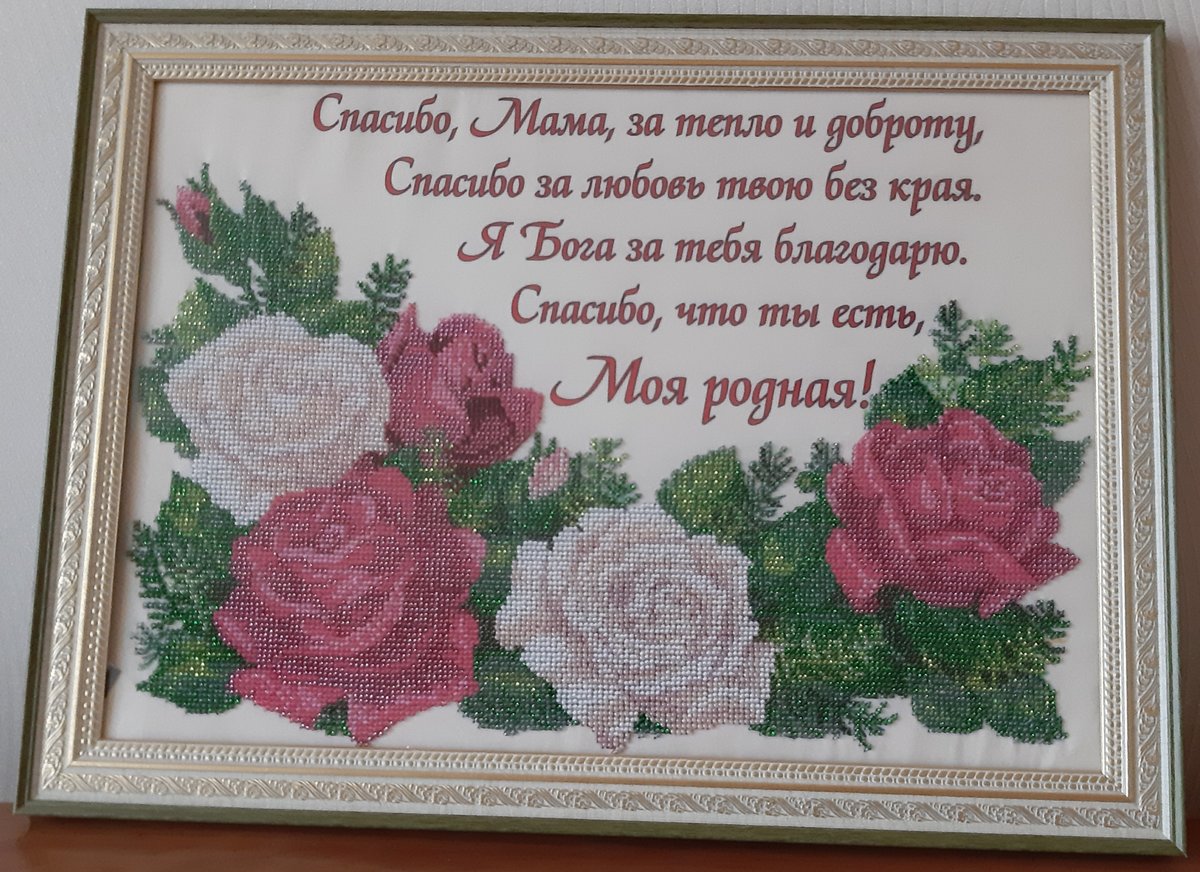 Спасибо, Мама, за тепло и доброту,
Спасибо за любовь твою без края.
Я Бога за тебя благодарю.
Спасибо, что ты есть,
Моя родная!